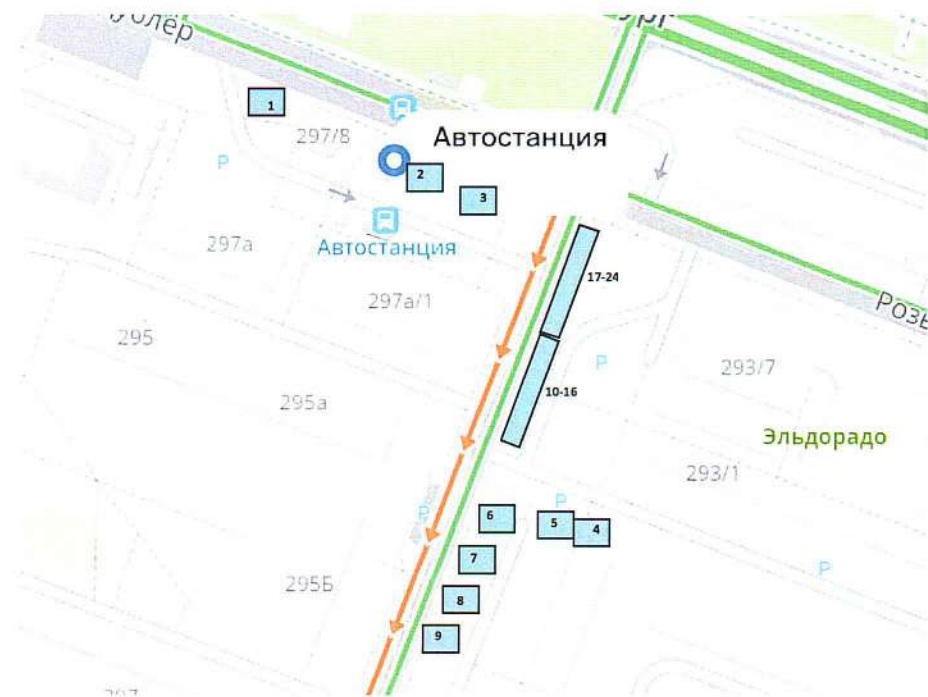 1
297/8
Автостанция
P
2
3
297а
Автостанция
17-24
297а/1
Розы
295
P
293/7
10-16
295а
Эльдорадо
293/1
P
6
5
4
P
7
P
295Б
8
9